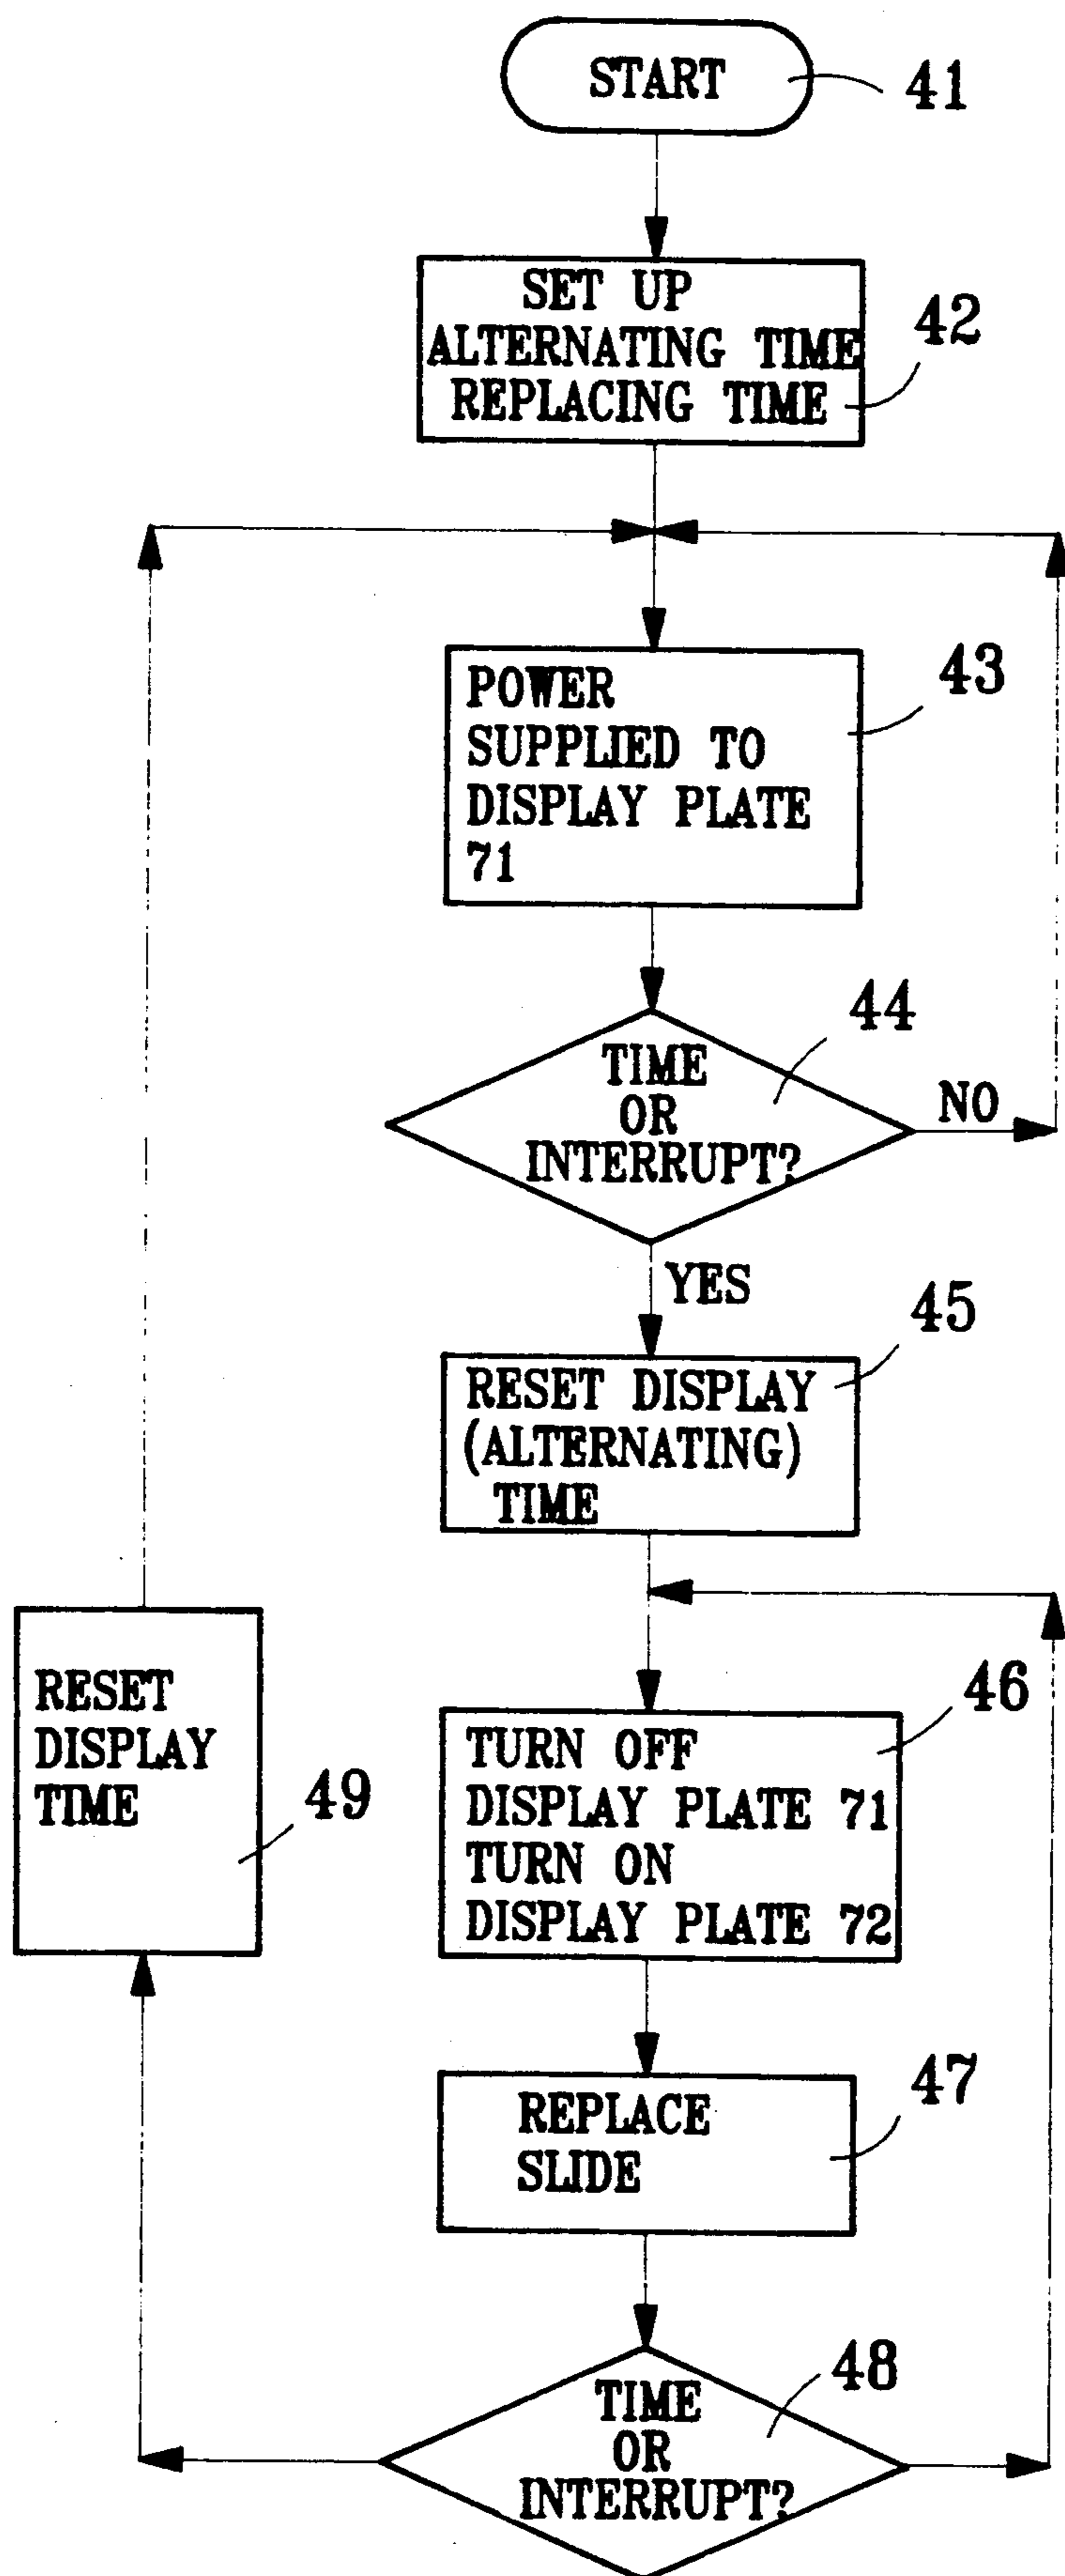 START
41
SET UP
ALTERNATING TIME
REPLACING TIME
42
POWER
SUPPLIED TO
DISPLAY PLATE
71
43
TIME
OR
INTERRUPT?
44
NO
YES
RESET DISPLAY
(ALTERNATING)
TIME
45
TURN OFF
DISPLAY PLATE 71
TURN ON
DISPLAY PLATE 72
46
RESET
DISPLAY
TIME
49
REPLACE
SLIDE
47
TIME
OR
INTERRUPT?
48